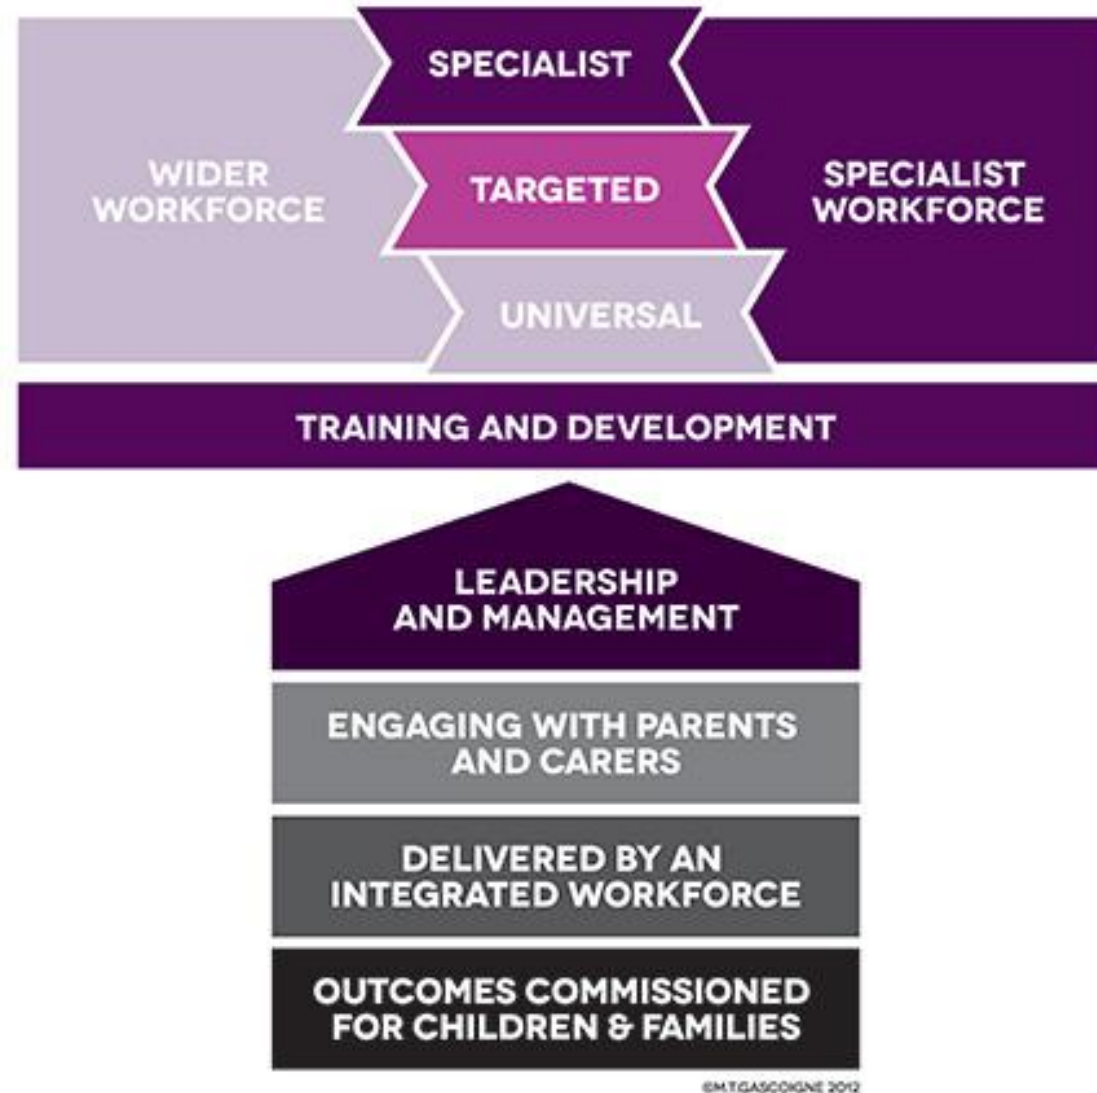 SPECIALIST
WIDER
WORKFORCE
TARGETED
SPECIALIST
WORKFORCE
UNIVERSAL
TRAINING AND DEVELOPMENT
LEADERSHIP
AND MANAGEMENT
ENGAGING WITH PARENTS
AND CARERS
DELIVERED BY AN
INTEGRATED WORKFORCE
OUTCOMES COMMISSIONED
FOR CHILDREN & FAMILIES
©M.T.GASCOIGNE 2012